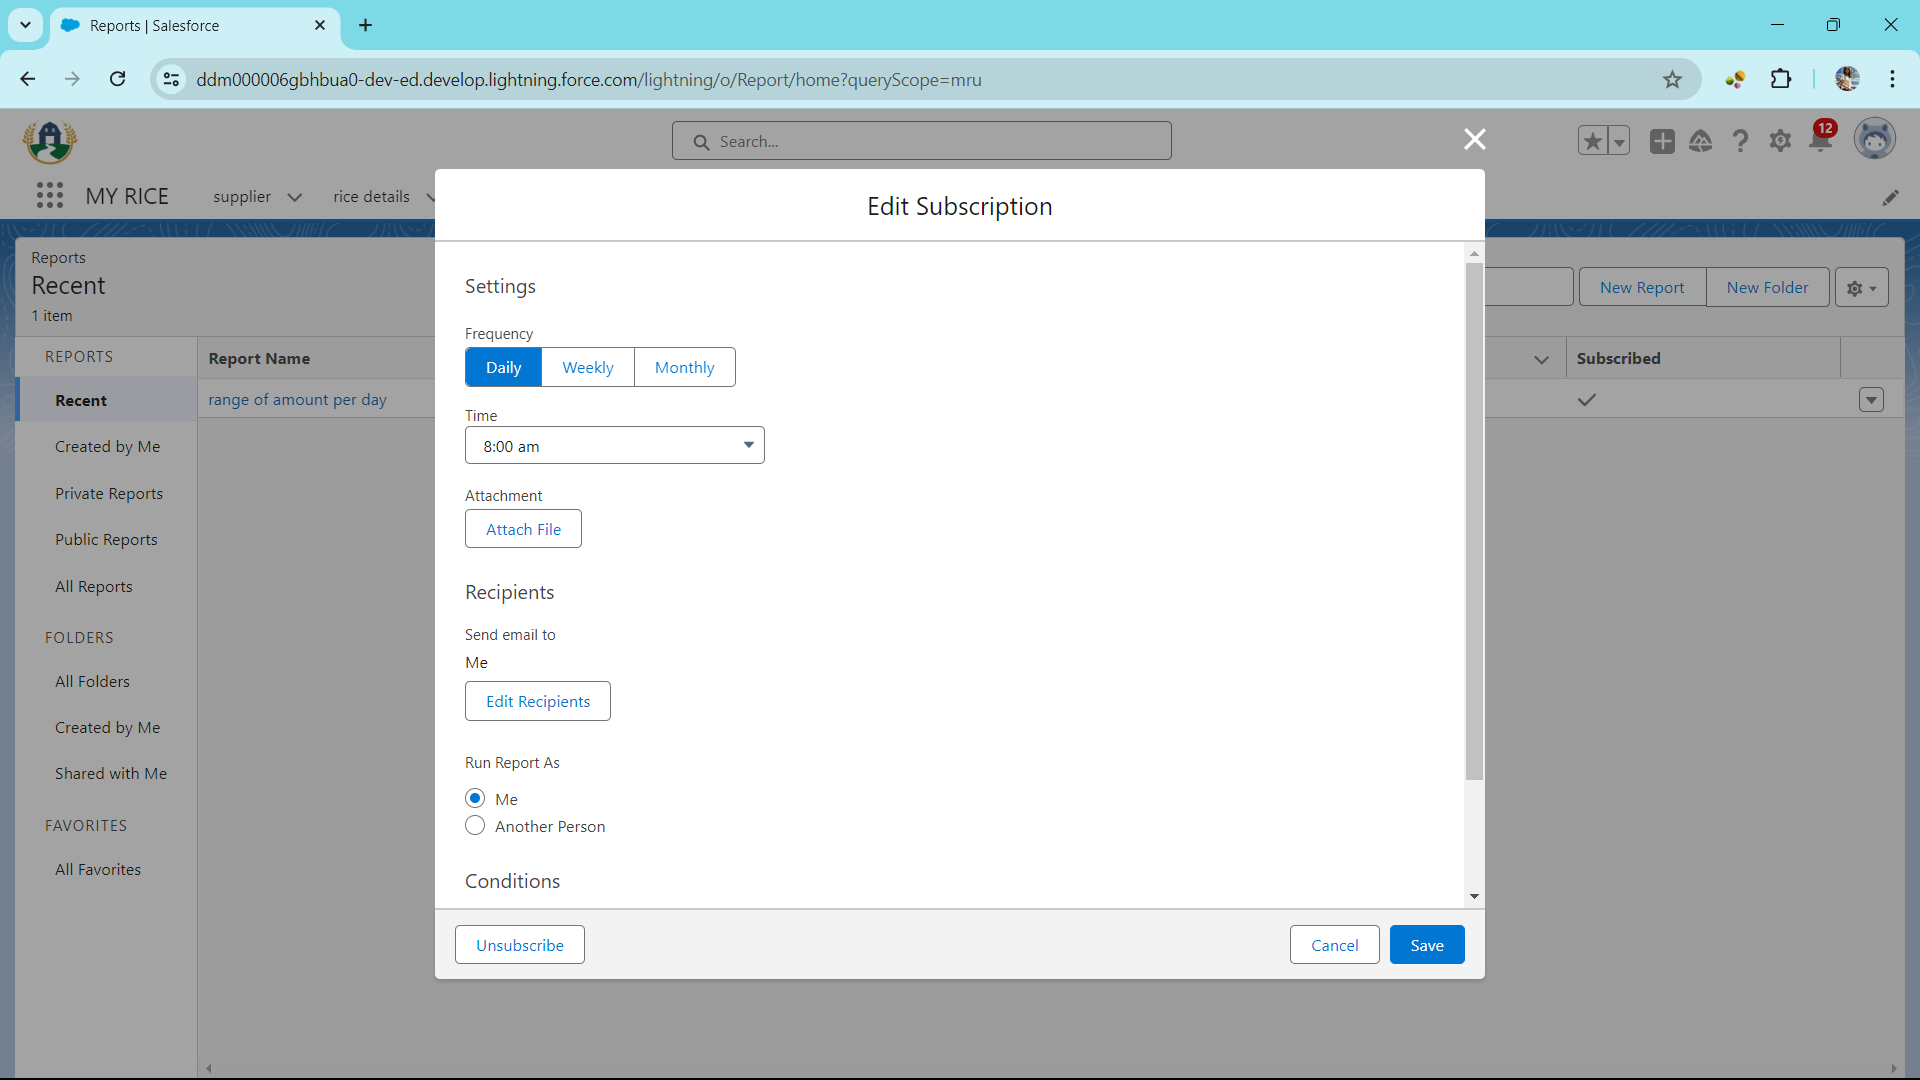 Reports | Salesforce
ddm000006gbhbua0-dev-ed.develop.lightning.force.com/lightning/o/Report/home?queryScope=mru
Search...
12
MY RICE
supplier
rice details
Edit Subscription
Reports
Recent
1 item
New Report
New Folder
REPORTS
Report Name
Subscribed
Recent
range of amount per day
Created by Me
Private Reports
Public Reports
All Reports
FOLDERS
All Folders
Created by Me
Shared with Me
FAVORITES
All Favorites
Settings
Frequency
Daily
Weekly
Monthly
Time
8:00 am
Attachment
Attach File
Recipients
Send email to
Me
Edit Recipients
Run Report As
Me
Another Person
Conditions
Unsubscribe
Cancel
Save